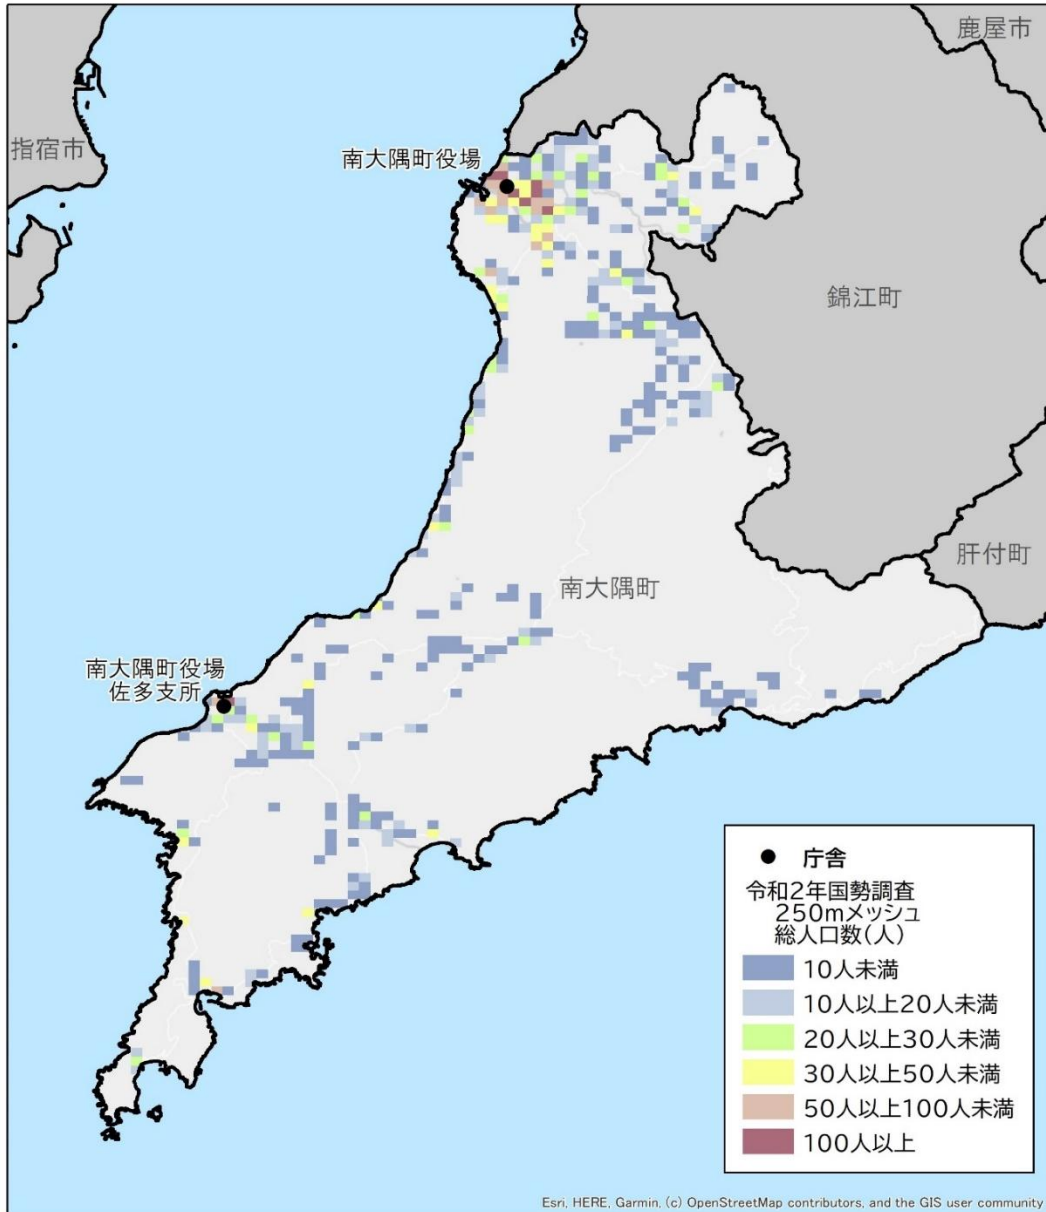 鹿屋市
指宿市
南大隅町役場
錦江町
肝付町
南大隅町
南大隅町役場
佐多支所
庁舎
令和2年国勢調査
250mメッシュ
総人口数(人)
10人未満
10人以上20人未満
20人以上30人未満
30人以上50人未満
50人以上100人未満
100人以上
Esri, HERE, Garmin, (c) OpenStreetMap contributors, and the GIS user community